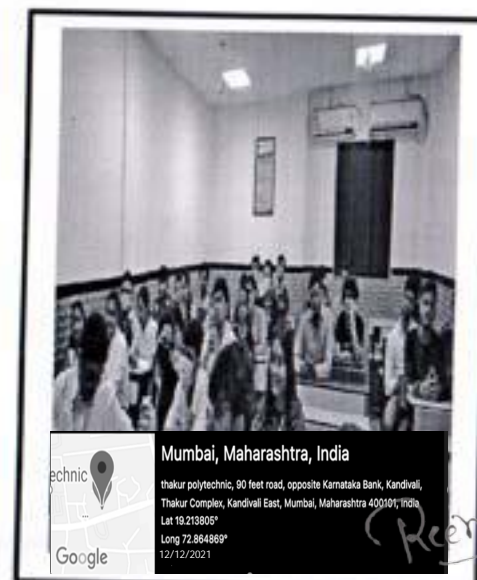 echnic
Google
Mumbai, Maharashtra, India
thakur polytechnic, 90 feet road, opposite Karnataka Bank, Kandivali,
Thakur Complex, Kandivali East, Mumbai, Maharashtra 400101, India
Lat 19.213805°
Long 72.864869°
12/12/2021